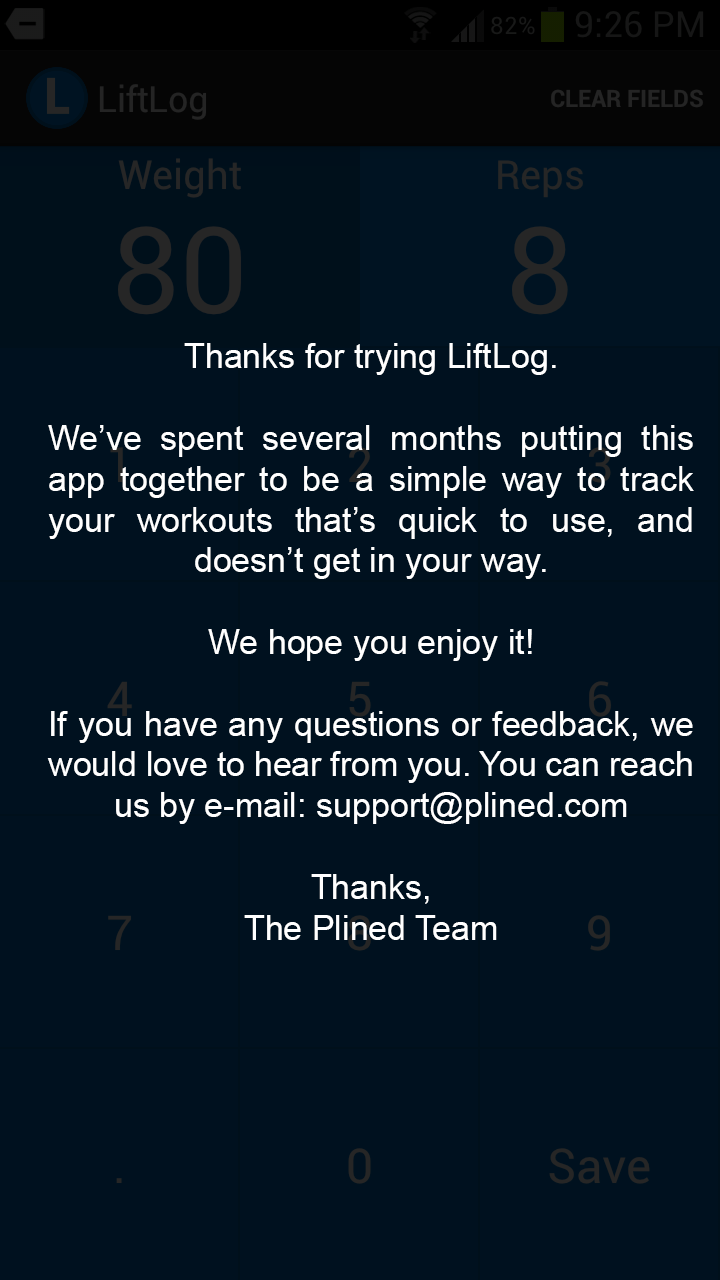 82% 9:26 PM
L LiftLog CLEAR FIELDS
Weight Reps
80 8
Thanks for trying LiftLog.
We’ve spent several months putting this
app together to be a simple way to track
your workouts that’s quick to use, and
doesn’t get in your way.
We hope you enjoy it!
If you have any questions or feedback, we
would love to hear from you. You can reach
us by e-mail: support@plined.com
Thanks,
The Plined Team
1 2 3
4 5 6
7 8 9
. 0 Save